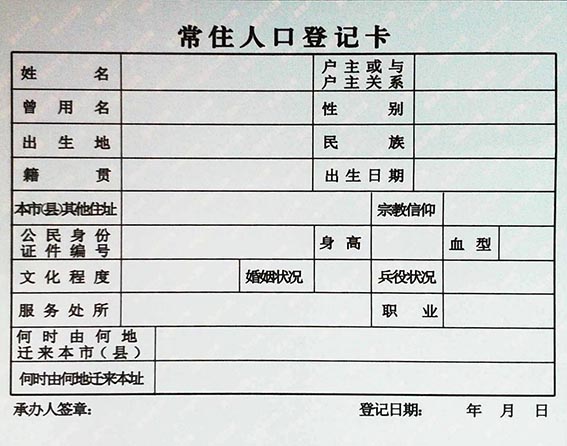 常住人口登记卡
姓名 户主或与
户主关系
曾用名 性别
出生地 民族
籍贯 出生日期
本市(县)其他住址 宗教信仰
公民身份
证件编号 身高 血型
文化程度 婚姻状况 兵役状况
服务处所 职业
何时由何地
迁来本市(县)
何时由何地迁来本址
承办人签章: 登记日期: 年 月 日